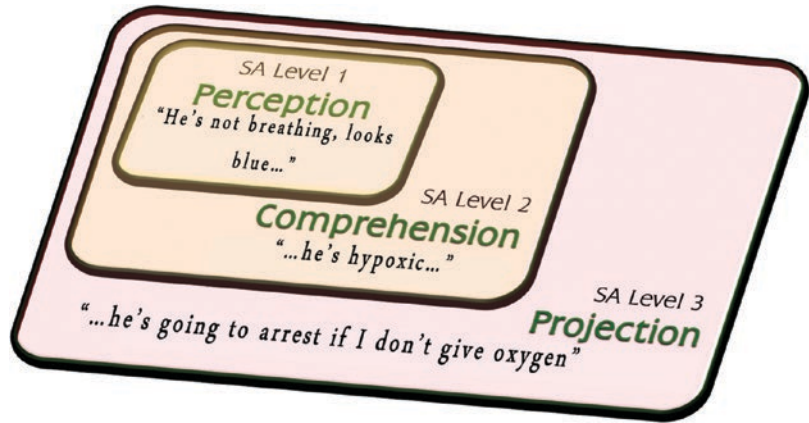 SA Level 1
Perception
“He’s not breathing, looks
blue...”
SA Level 2
Comprehension
“...he’s hypoxic...”
SA Level 3
Projection
“...he’s going to arrest if I don’t give oxygen”